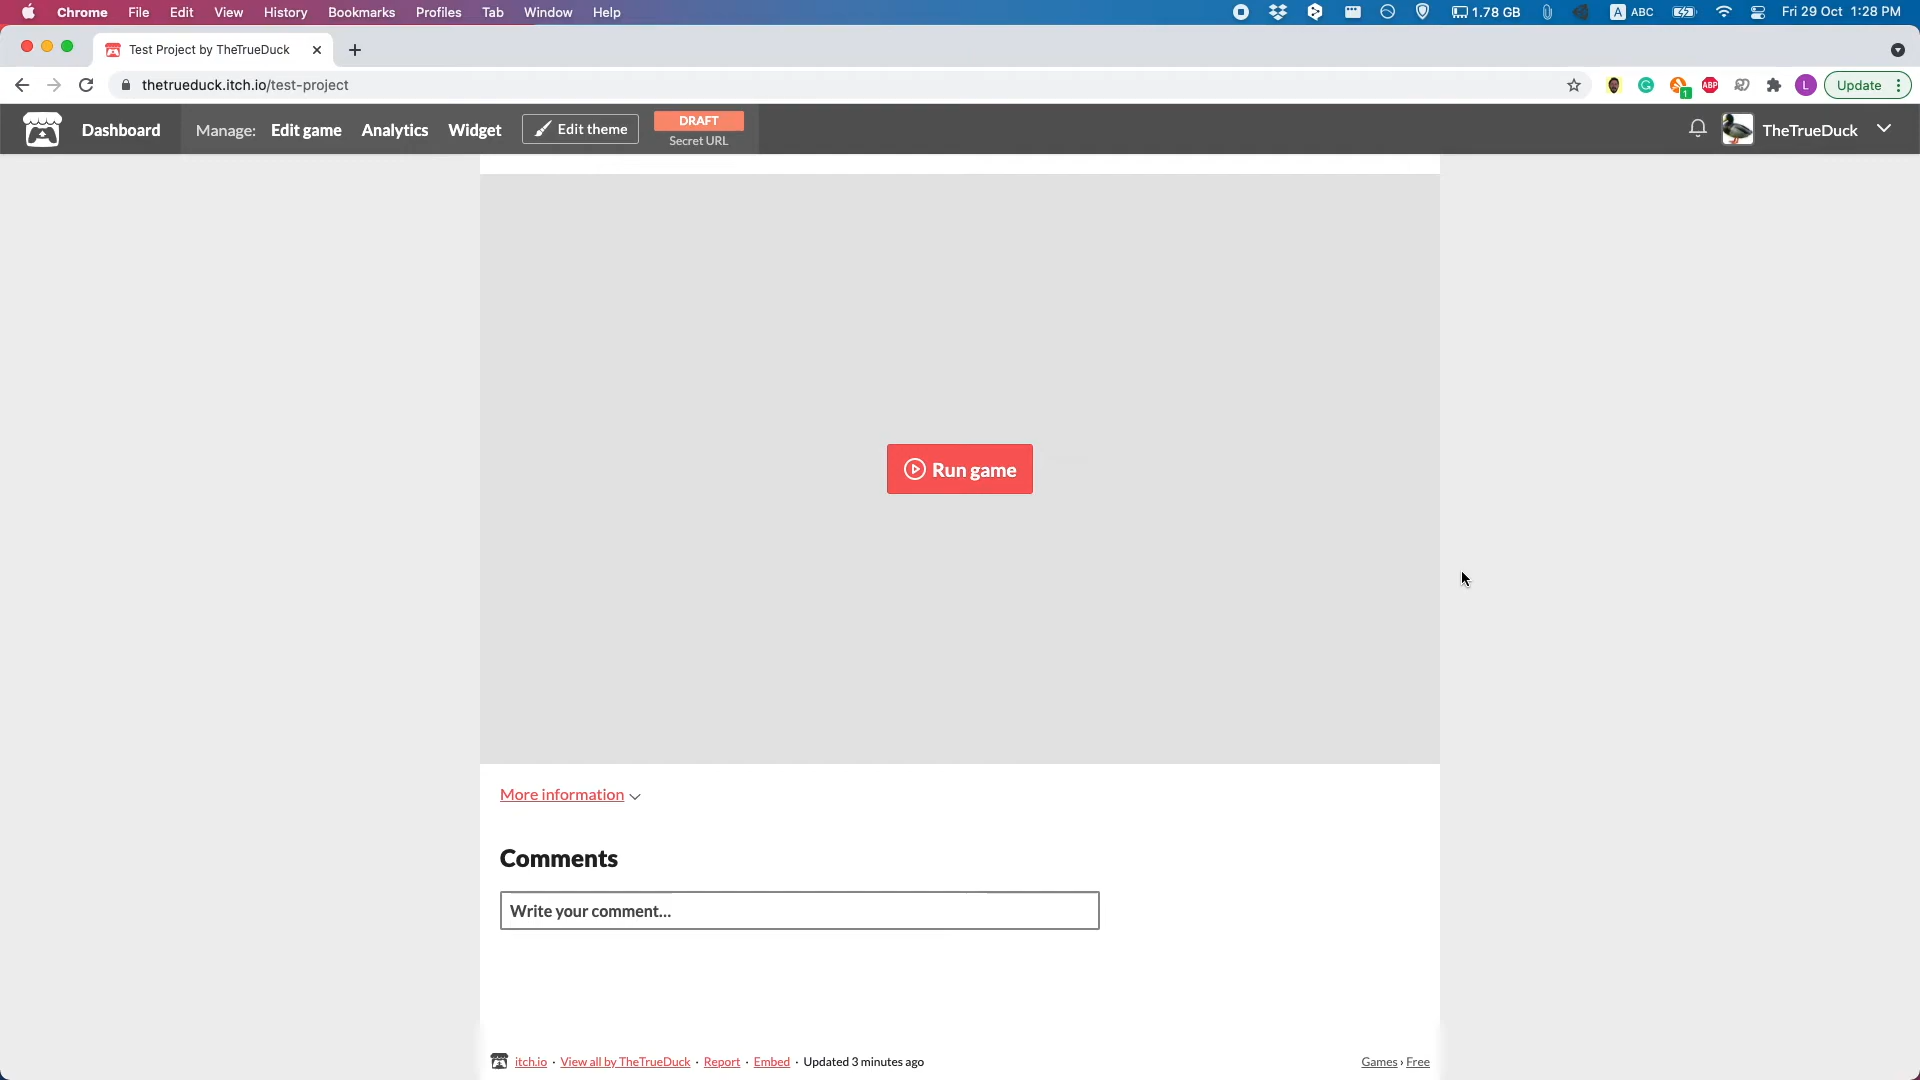 Chrome File Edit View History Bookmarks Profiles Tab Window Help 1.78 GB A ABC Fri 29 Oct 1:28 PM
Test Project by TheTrueDuck
thetrueduck.itch.io/test-project 1 ABP L Update
Dashboard Manage: Edit game Analytics Widget Edit theme DRAFT TheTrueDuck
Secret URL
Run game
More information
Comments
Write your comment...
itch.io · View all by TheTrueDuck · Report · Embed · Updated 3 minutes ago Games › Free